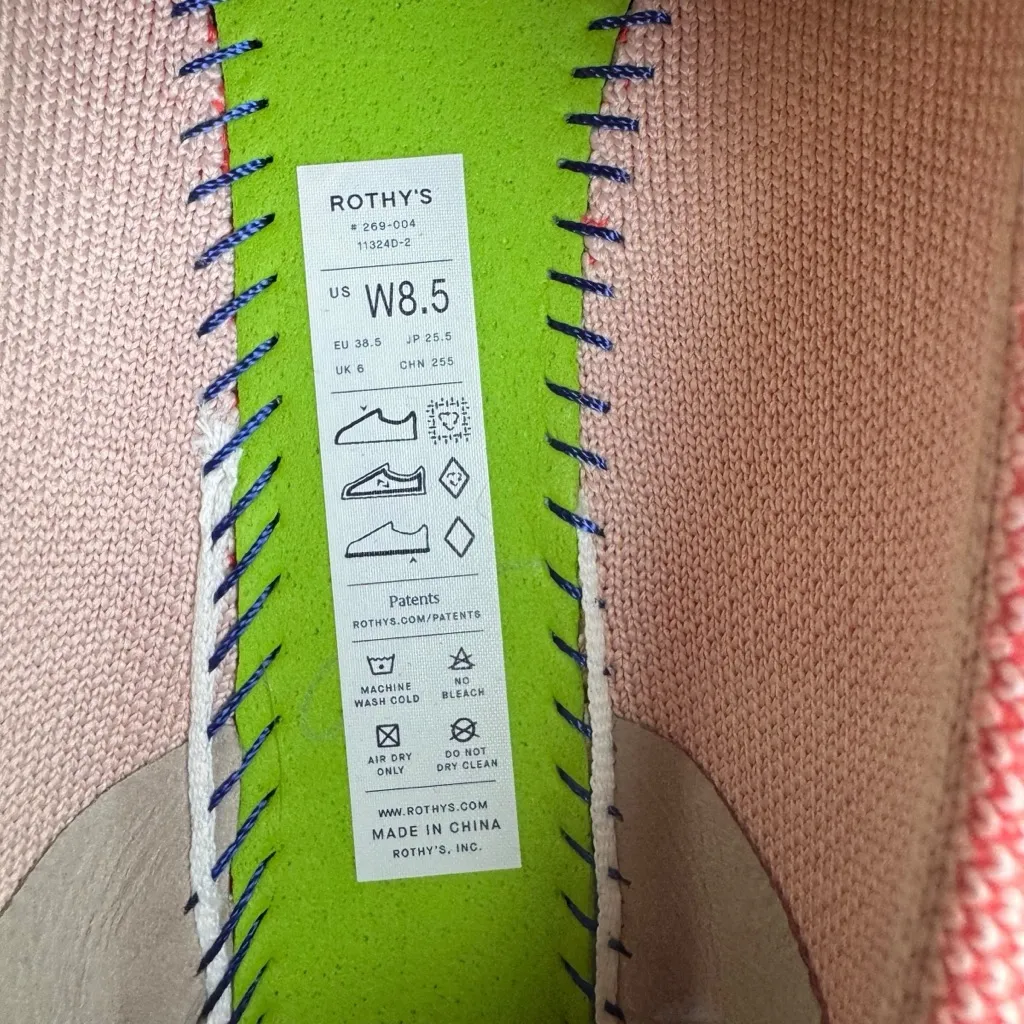 ROTHY'S
# 269-004
11324D-2
US W8.5
EU 38.5 JP 25.5
UK 6 CHN 255
Patents
ROTHYS.COM/PATENTS
MACHINE WASH COLD
NO BLEACH
AIR DRY ONLY
DO NOT DRY CLEAN
WWW.ROTHYS.COM
MADE IN CHINA
ROTHY'S, INC.